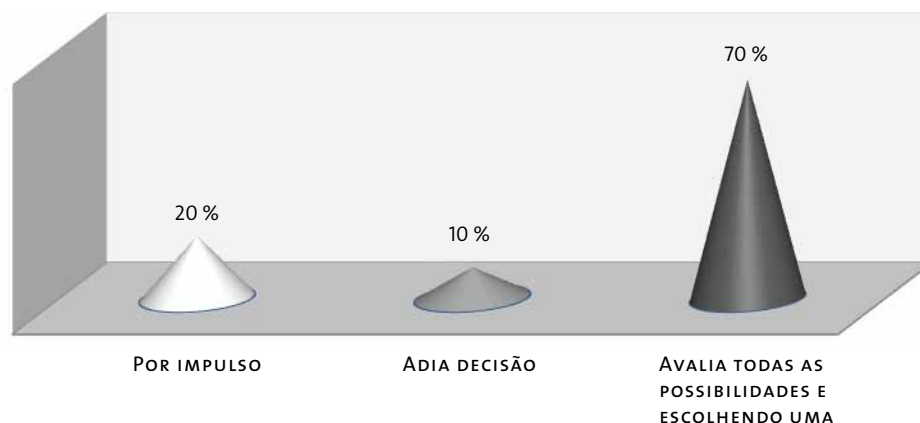 70 %
20 %
10 %
POR IMPULSO
ADIA DECISÃO
AVALIA TODAS AS
POSSIBILIDADES E
ESCOLHENDO UMA